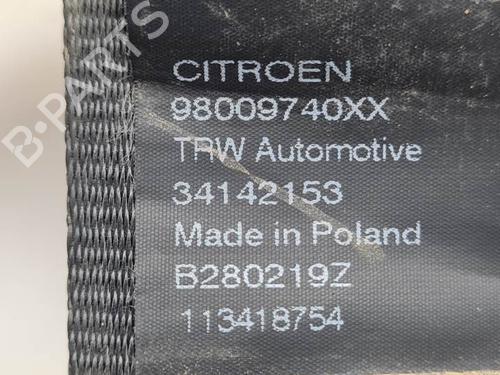 CITROEN
98009740XX
TRW Automotive
34142153
Made in Poland
B280219Z
113418754
B-PARTS